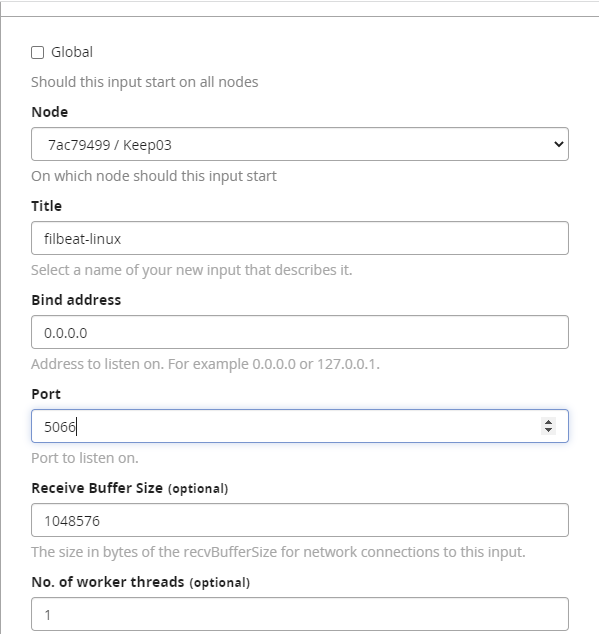 Global
Should this input start on all nodes
Node
7ac79499 / Keep03
On which node should this input start
Title
filbeat-linux
Select a name of your new input that describes it.
Bind address
0.0.0.0
Address to listen on. For example 0.0.0.0 or 127.0.0.1.
Port
5066
Port to listen on.
Receive Buffer Size (optional)
1048576
The size in bytes of the recvBufferSize for network connections to this input.
No. of worker threads (optional)
1